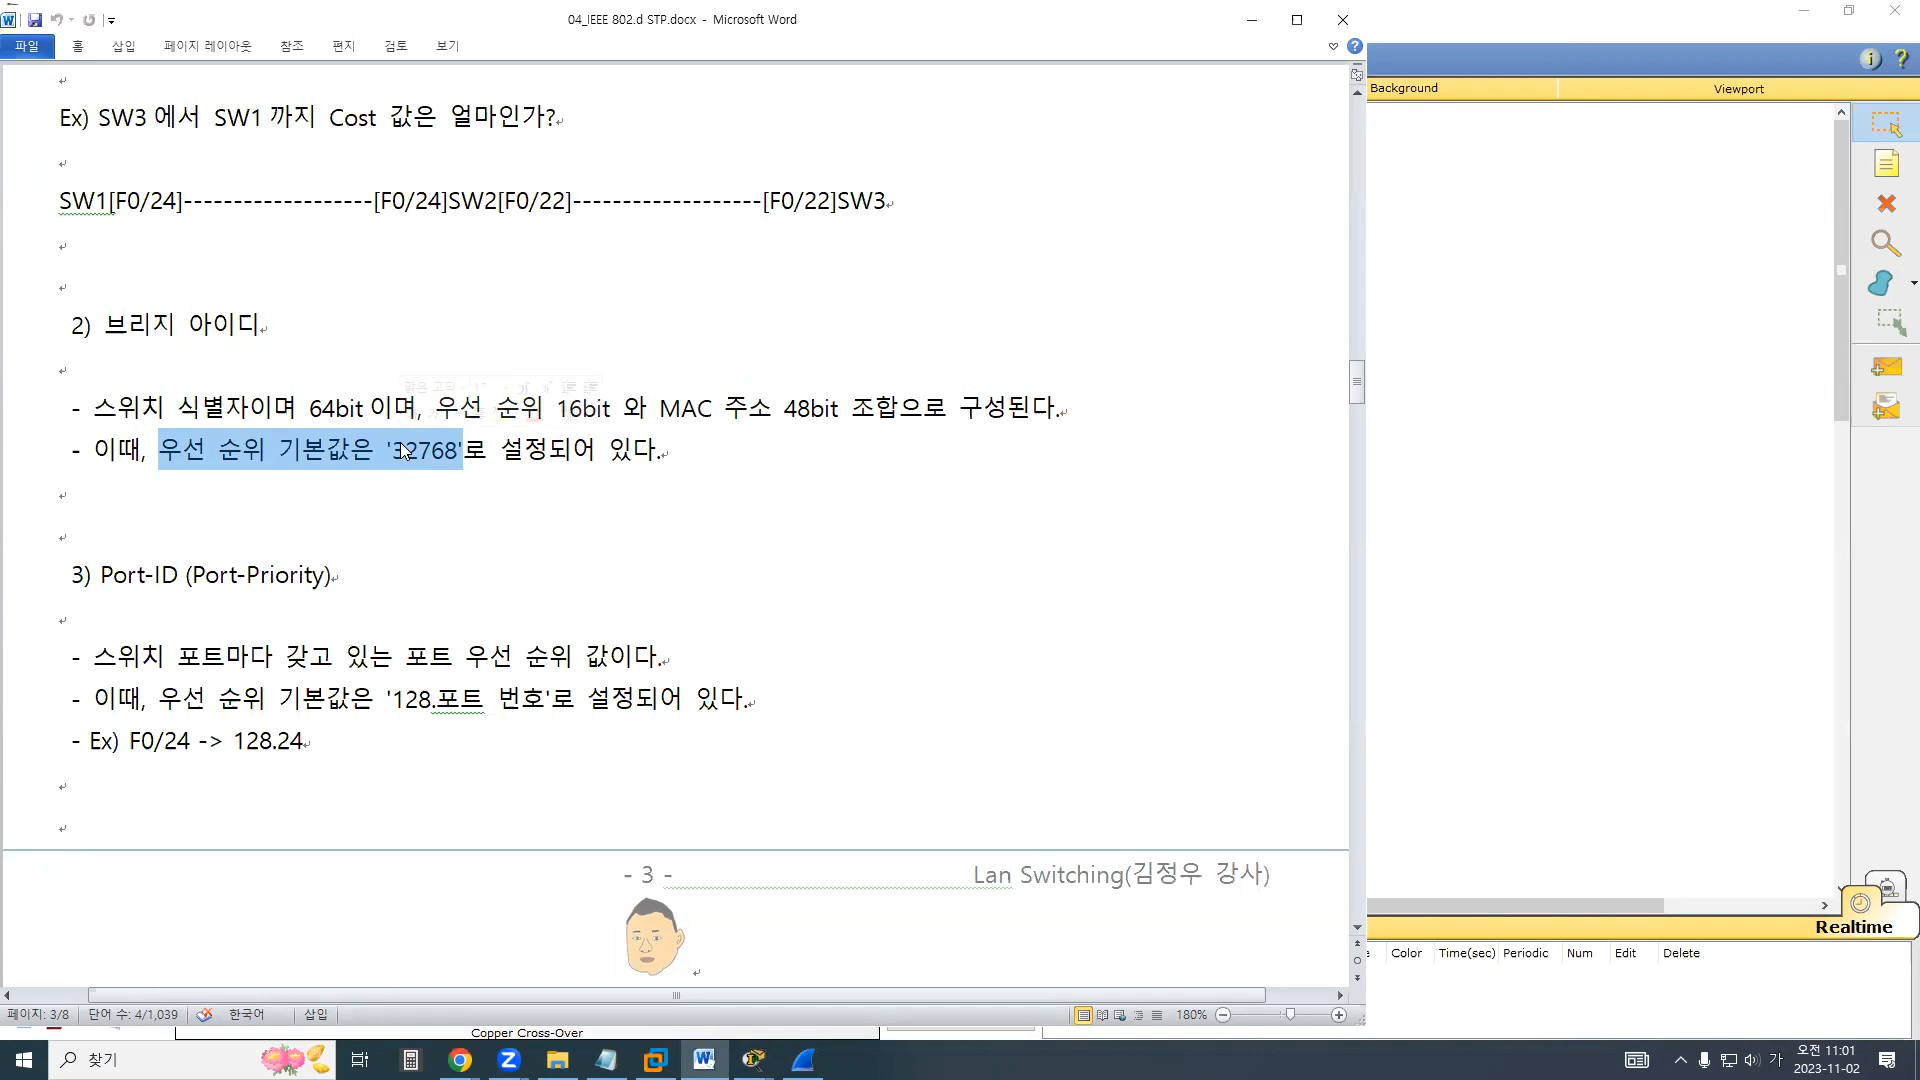 04_IEEE 802.d STP.docx - Microsoft Word
파일 홈 삽입 페이지 레이아웃 참조 편지 검토 보기
Ex) SW3 에서 SW1 까지 Cost 값은 얼마인가?
SW1[F0/24]-------------------[F0/24]SW2[F0/22]-------------------[F0/22]SW3
2) 브리지 아이디
- 스위치 식별자이며 64bit 이며, 우선 순위 16bit 와 MAC 주소 48bit 조합으로 구성된다.
- 이때, 우선 순위 기본값은 '32768'로 설정되어 있다.
3) Port-ID (Port-Priority)
- 스위치 포트마다 갖고 있는 포트 우선 순위 값이다.
- 이때, 우선 순위 기본값은 '128.포트 번호'로 설정되어 있다.
- Ex) F0/24 -> 128.24
- 3 - Lan Switching(김정우 강사)
페이지: 3/8 단어 수: 4/1,039 한국어 삽입 180%
Background Viewport
Realtime
Color Time(sec) Periodic Num Edit Delete
Copper Cross-Over
찾기
가 오전 11:01
2023-11-02